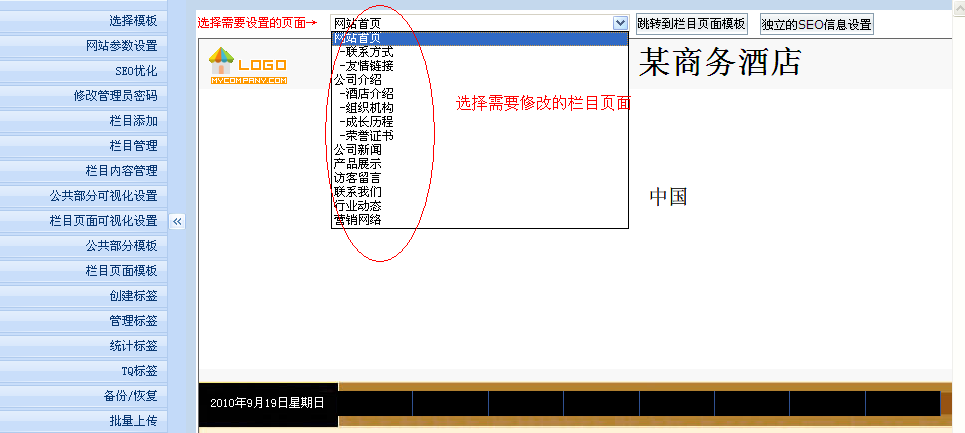 选择模板
网站参数设置
SEO优化
修改管理员密码
栏目添加
栏目管理
栏目内容管理
公共部分可视化设置
栏目页面可视化设置
公共部分模板
栏目页面模板
创建标签
管理标签
统计标签
TQ标签
备份/恢复
批量上传
«
选择需要设置的页面→
网站首页
跳转到栏目页面模板
独立的SEO信息设置
网站首页
-联系方式
-友情链接
公司介绍
-酒店介绍
-组织机构
-成长历程
-荣誉证书
公司新闻
产品展示
访客留言
联系我们
行业动态
营销网络
LOGO
MYCOMPANY.COM
某商务酒店
选择需要修改的栏目页面
中国
2010年9月19日星期日